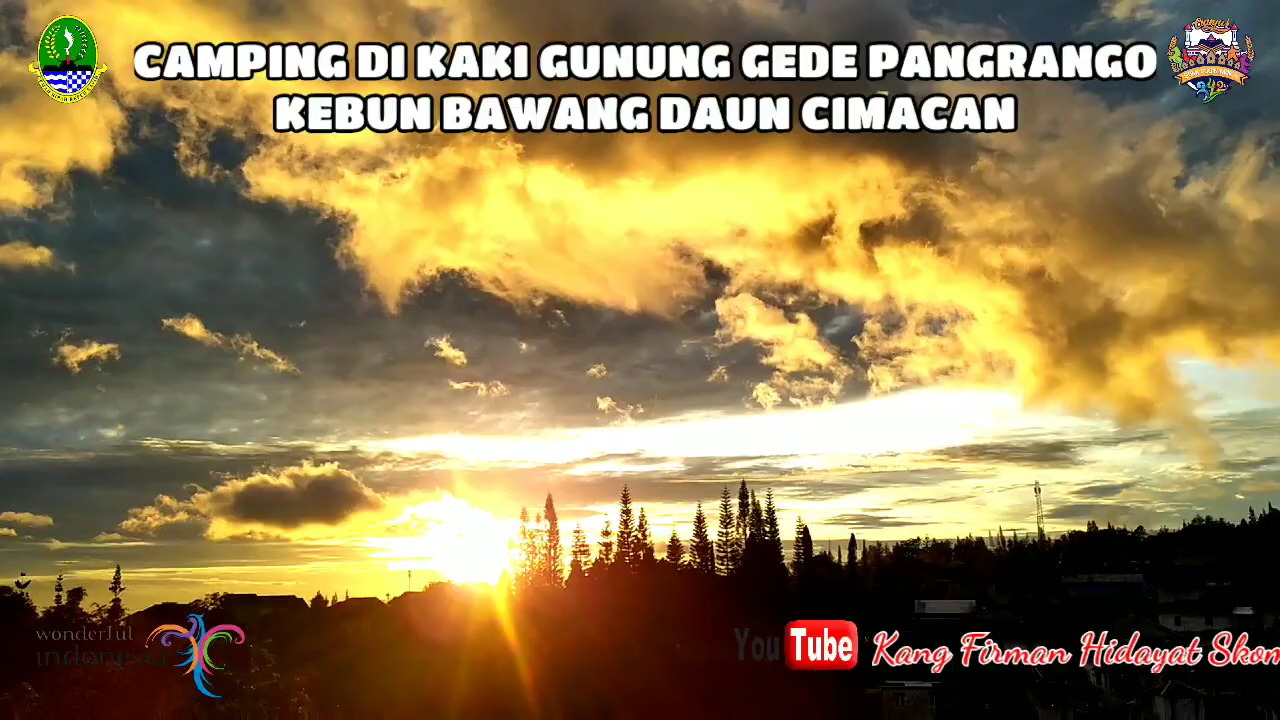 CAMPING DI KAKI GUNUNG GEDE PANGRANGO
KEBUN BAWANG DAUN CIMACAN
wonderful
indonesia
YouTube Kang Firman Hidayat Skom